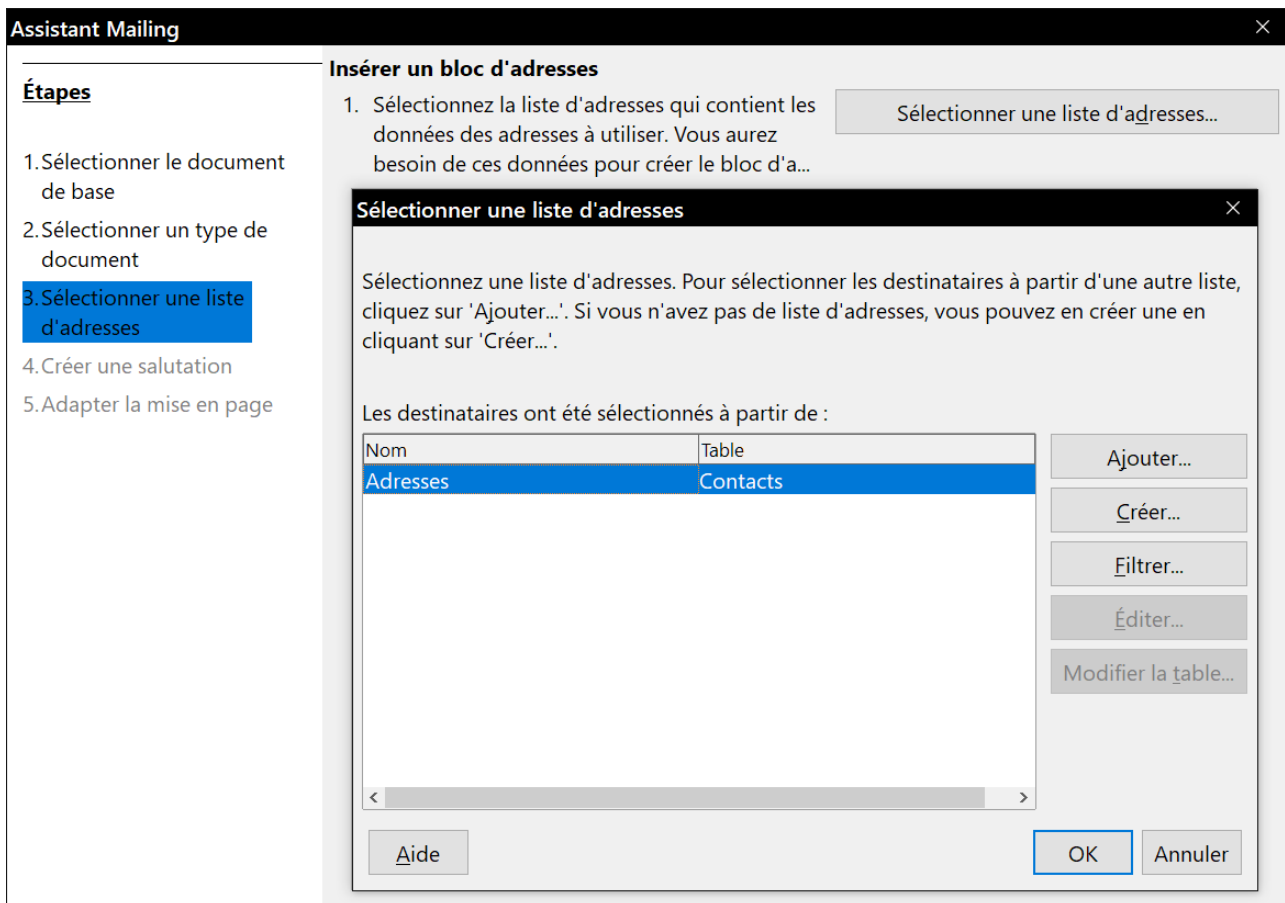 Assistant Mailing
Étapes
1. Sélectionner le document
de base
2. Sélectionner un type de
document
3. Sélectionner une liste
d'adresses
4. Créer une salutation
5. Adapter la mise en page
Insérer un bloc d'adresses
1. Sélectionnez la liste d'adresses qui contient les
données des adresses à utiliser. Vous aurez
besoin de ces données pour créer le bloc d'a...
Sélectionner une liste d'adresses...
Sélectionner une liste d'adresses
Sélectionnez une liste d'adresses. Pour sélectionner les destinataires à partir d'une autre liste,
cliquez sur 'Ajouter...'. Si vous n'avez pas de liste d'adresses, vous pouvez en créer une en
cliquant sur 'Créer...'.
Les destinataires ont été sélectionnés à partir de :
Nom Table
Adresses Contacts
Ajouter...
Créer...
Filtrer...
Éditer...
Modifier la table...
Aide
OK
Annuler